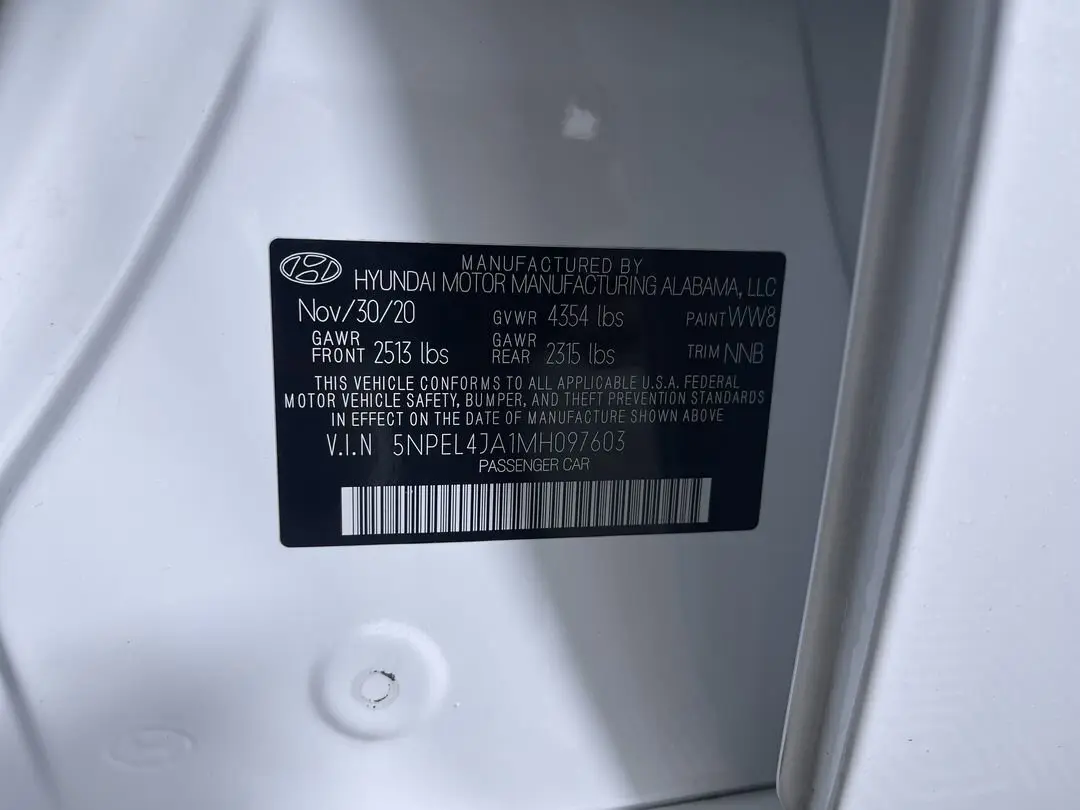 MANUFACTURED BY
HYUNDAI MOTOR MANUFACTURING ALABAMA, LLC
Nov/30/20 GVWR 4354 lbs PAINT WW8
GAWR FRONT 2513 lbs GAWR REAR 2315 lbs TRIM NNB
THIS VEHICLE CONFORMS TO ALL APPLICABLE U.S.A. FEDERAL
MOTOR VEHICLE SAFETY, BUMPER, AND THEFT PREVENTION STANDARDS
IN EFFECT ON THE DATE OF MANUFACTURE SHOWN ABOVE
V.I.N 5NPEL4JA1MH097603
PASSENGER CAR